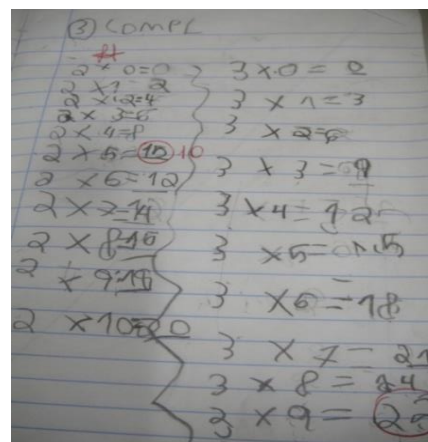 ③ COMPL
2 × 0=0
2 × 1= 2
2 × 2=4
2 × 3=6
2 × 4=8
2 × 5=12 10
2 × 6=12
2 × 7=14
2 × 8=16
2 × 9=18
2 × 10=20
3 × 0= 0
3 × 1=3
3 × 2=6
3 × 3=9
3 × 4=12
3 × 5=15
3 × 6=18
3 × 7=21
3 × 8=24
3 × 9=